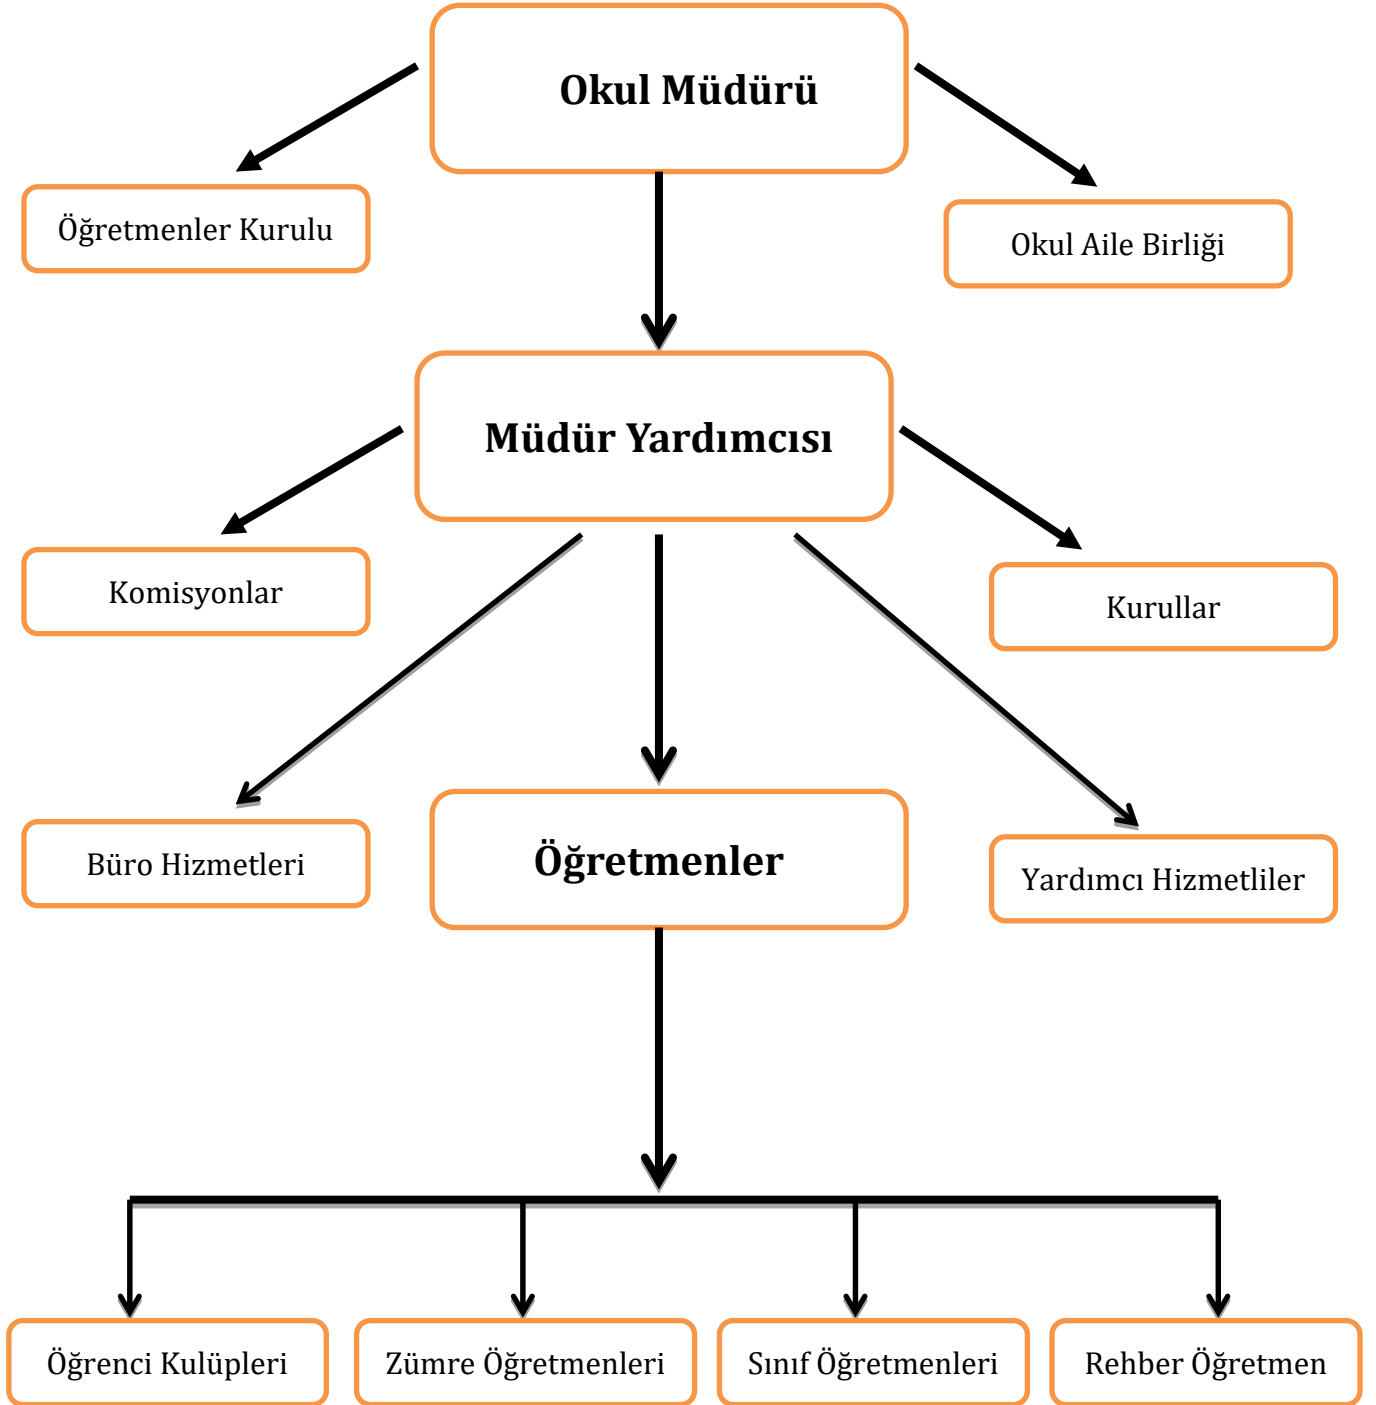 Okul Müdürü
Öğretmenler Kurulu
Okul Aile Birliği
Müdür Yardımcısı
Komisyonlar
Kurullar
Büro Hizmetleri
Öğretmenler
Yardımcı Hizmetliler
Öğrenci Kulüpleri
Zümre Öğretmenleri
Sınıf Öğretmenleri
Rehber Öğretmen